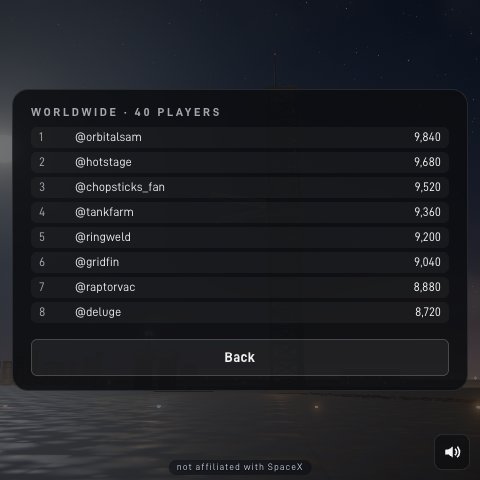 WORLDWIDE · 40 PLAYERS
1 @orbitalsam 9,840
2 @hotstage 9,680
3 @chopsticks_fan 9,520
4 @tankfarm 9,360
5 @ringweld 9,200
6 @gridfin 9,040
7 @raptorvac 8,880
8 @deluge 8,720
Back
not affiliated with SpaceX